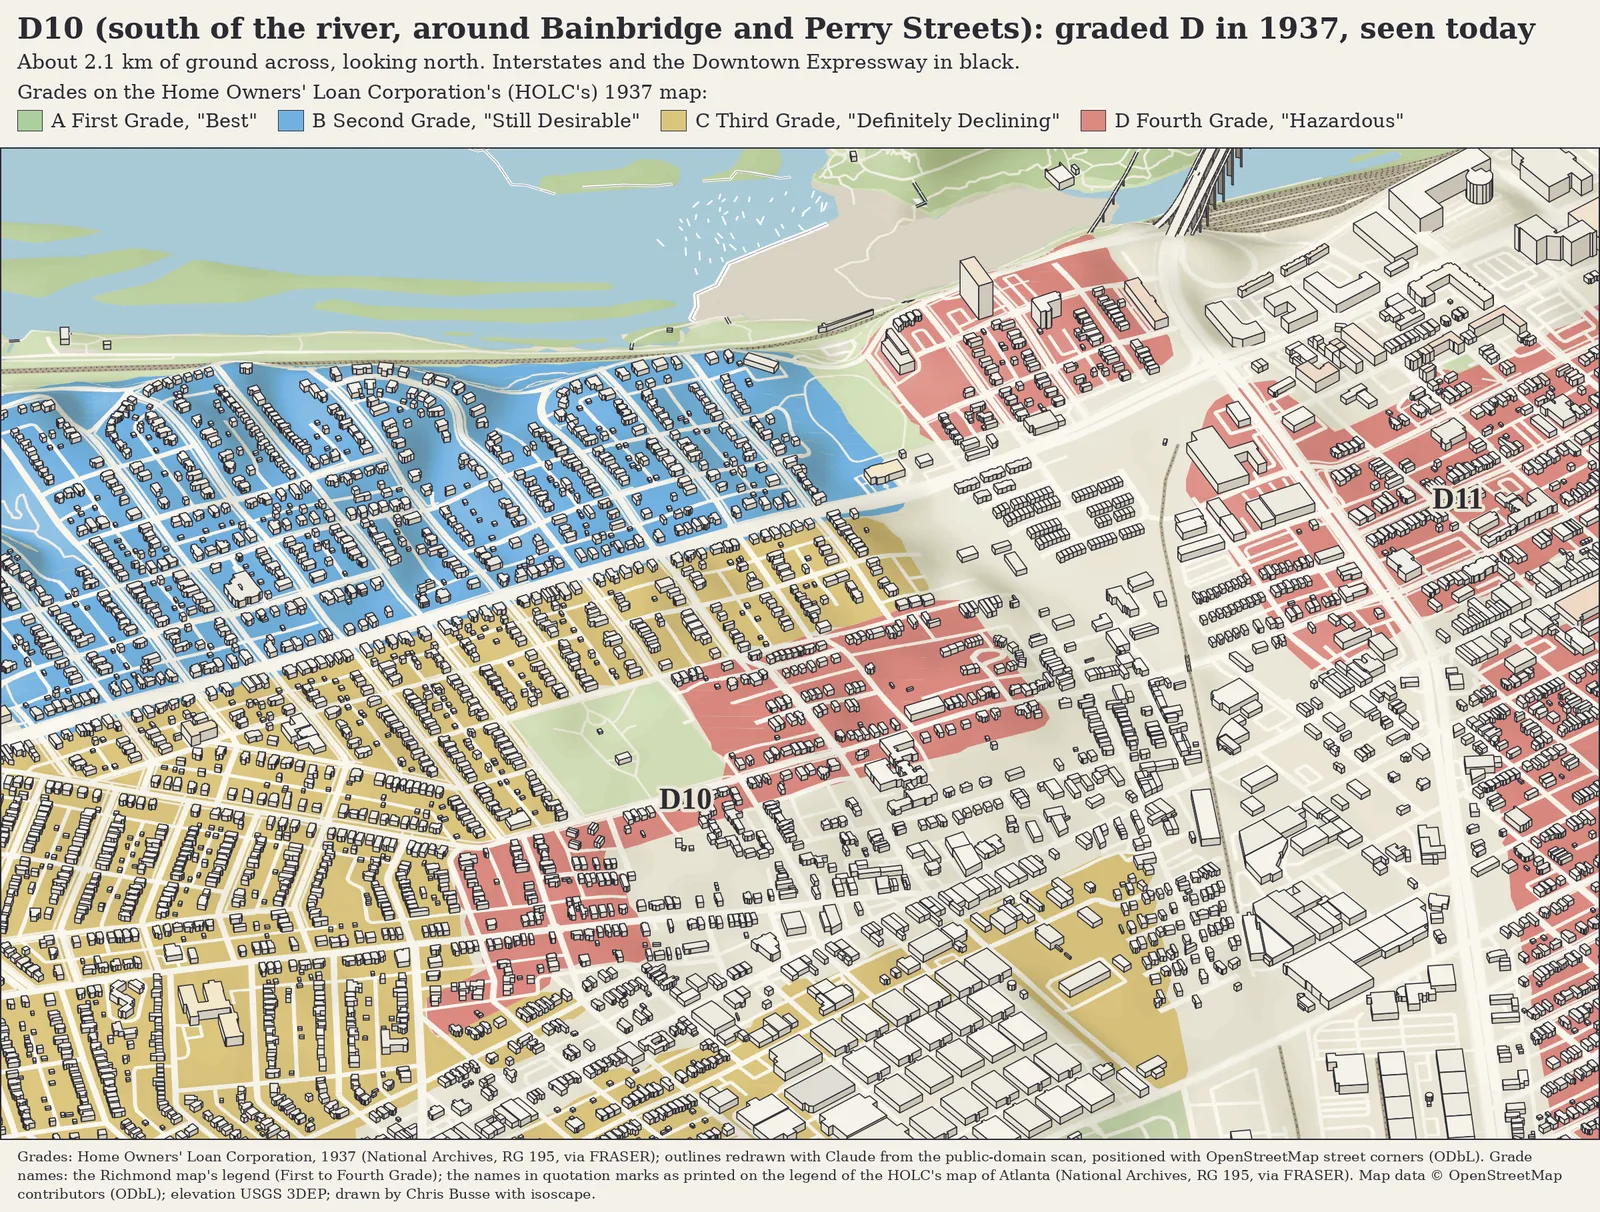 D10 (south of the river, around Bainbridge and Perry Streets): graded D in 1937, seen today
About 2.1 km of ground across, looking north. Interstates and the Downtown Expressway in black.
Grades on the Home Owners' Loan Corporation's (HOLC's) 1937 map:
A First Grade, "Best" B Second Grade, "Still Desirable" C Third Grade, "Definitely Declining" D Fourth Grade, "Hazardous"
D11
D10
Grades: Home Owners' Loan Corporation, 1937 (National Archives, RG 195, via FRASER); outlines redrawn with Claude from the public-domain scan, positioned with OpenStreetMap street corners (ODbL). Grade
names: the Richmond map's legend (First to Fourth Grade); the names in quotation marks as printed on the legend of the HOLC's map of Atlanta (National Archives, RG 195, via FRASER). Map data © OpenStreetMap
contributors (ODbL); elevation USGS 3DEP; drawn by Chris Busse with isoscape.